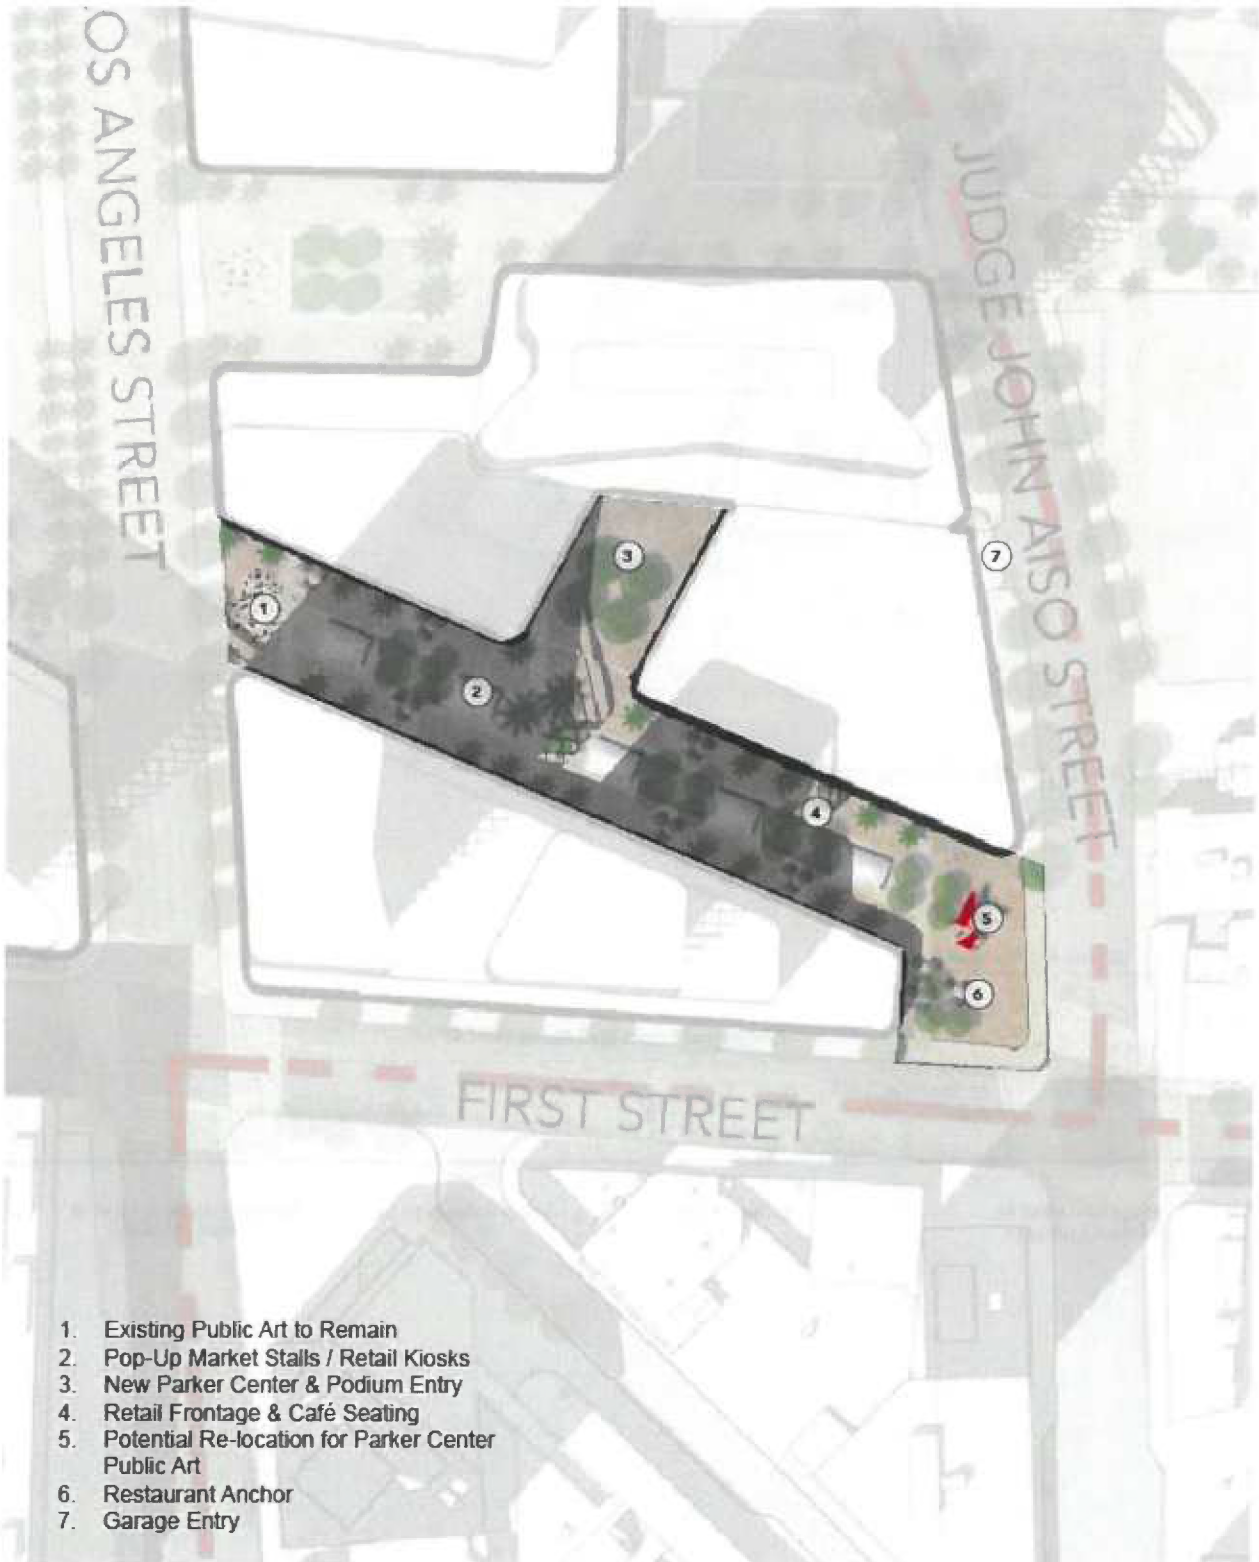 LOS ANGELES STREET
JUDGE JOHN AISO STREET
3
7
1
2
4
5
6
FIRST STREET
1. Existing Public Art to Remain
2. Pop-Up Market Stalls / Retail Kiosks
3. New Parker Center & Podium Entry
4. Retail Frontage & Café Seating
5. Potential Re-location for Parker Center
Public Art
6. Restaurant Anchor
7. Garage Entry